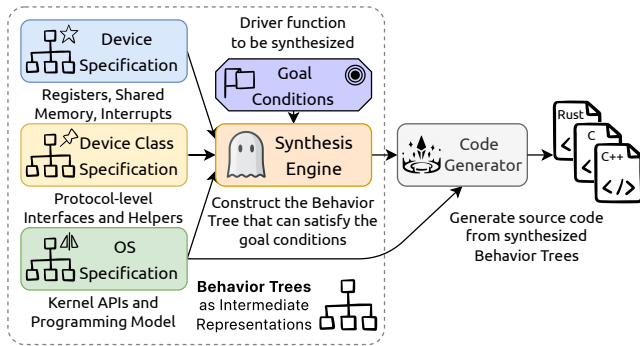 Device
Specification
Registers, Shared
Memory, Interrupts
Device Class
Specification
Protocol-level
Interfaces and Helpers
OS
Specification
Kernel APIs and
Programming Model
Driver function
to be synthesized
Goal
Conditions
Synthesis
Engine
Construct the Behavior
Tree that can satisfy the
goal conditions
Behavior Trees
as Intermediate
Representations
Code
Generator
Generate source code
from synthesized
Behavior Trees
Rust
C
C++
</>